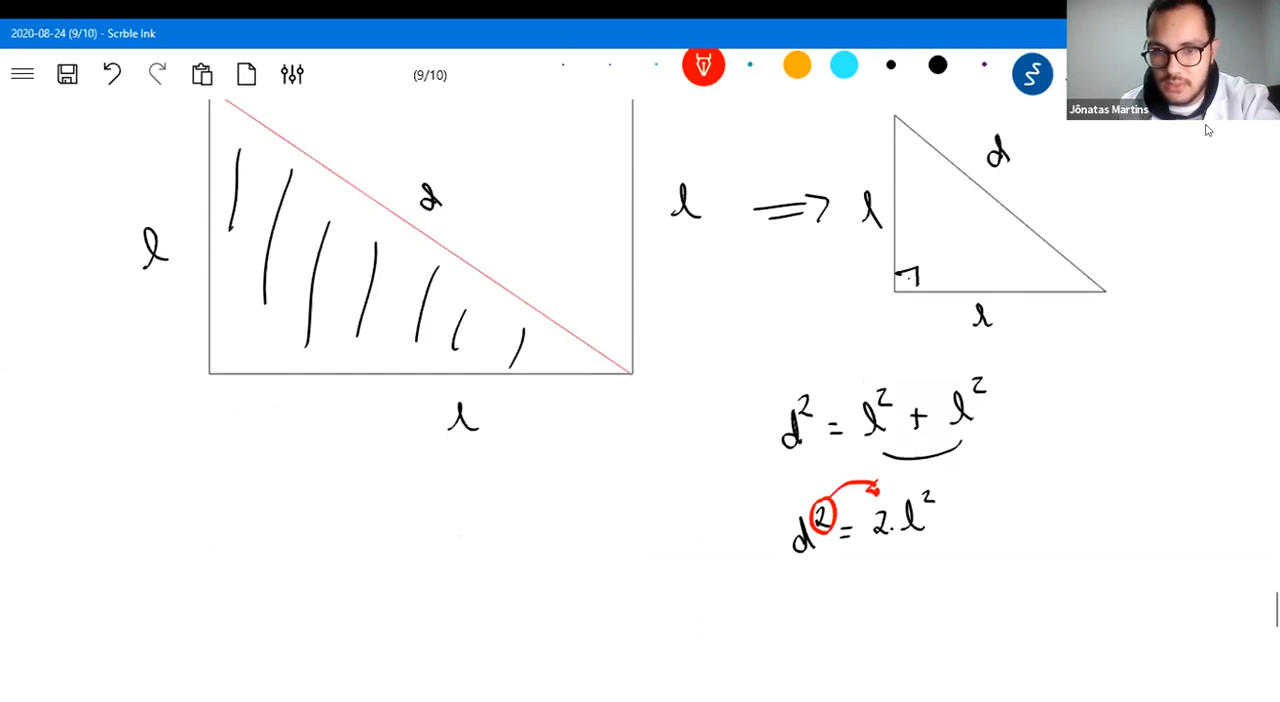 2020-08-24 (9/10) - Scrble Ink
(9/10)
Jônatas Martins
d
l
l
l
⇒
l
d
l
d² = l² + l²
d² = 2.l²